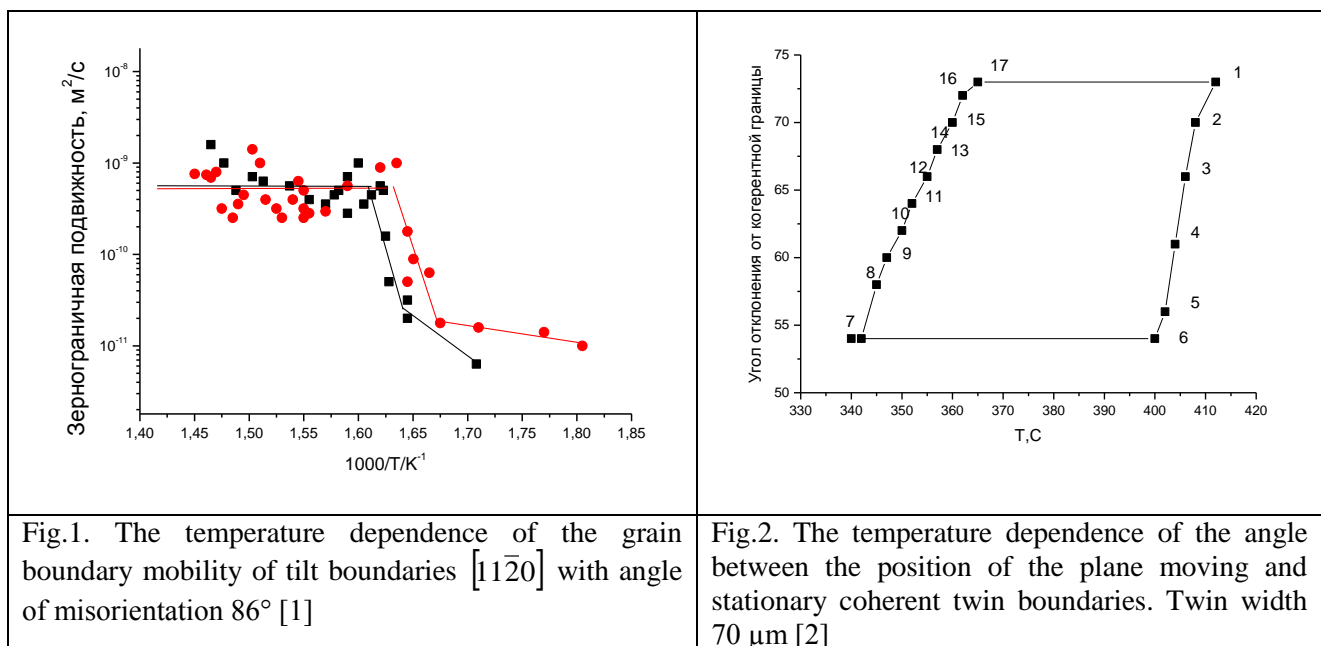 Зернограничная подвижность, м²/с
10⁻⁸
10⁻⁹
10⁻¹⁰
10⁻¹¹
1,40 1,45 1,50 1,55 1,60 1,65 1,70 1,75 1,80 1,85
1000/T/K⁻¹
Угол отклонения от когерентной границы
75
70
65
60
55
50
17
16
1
15
2
14
13
3
12
11
10
4
9
8
5
7
6
330 340 350 360 370 380 390 400 410 420
T,C
Fig.1. The temperature dependence of the grain
boundary mobility of tilt boundaries [112̅0] with angle
of misorientation 86° [1]
Fig.2. The temperature dependence of the angle
between the position of the plane moving and
stationary coherent twin boundaries. Twin width
70 µm [2]